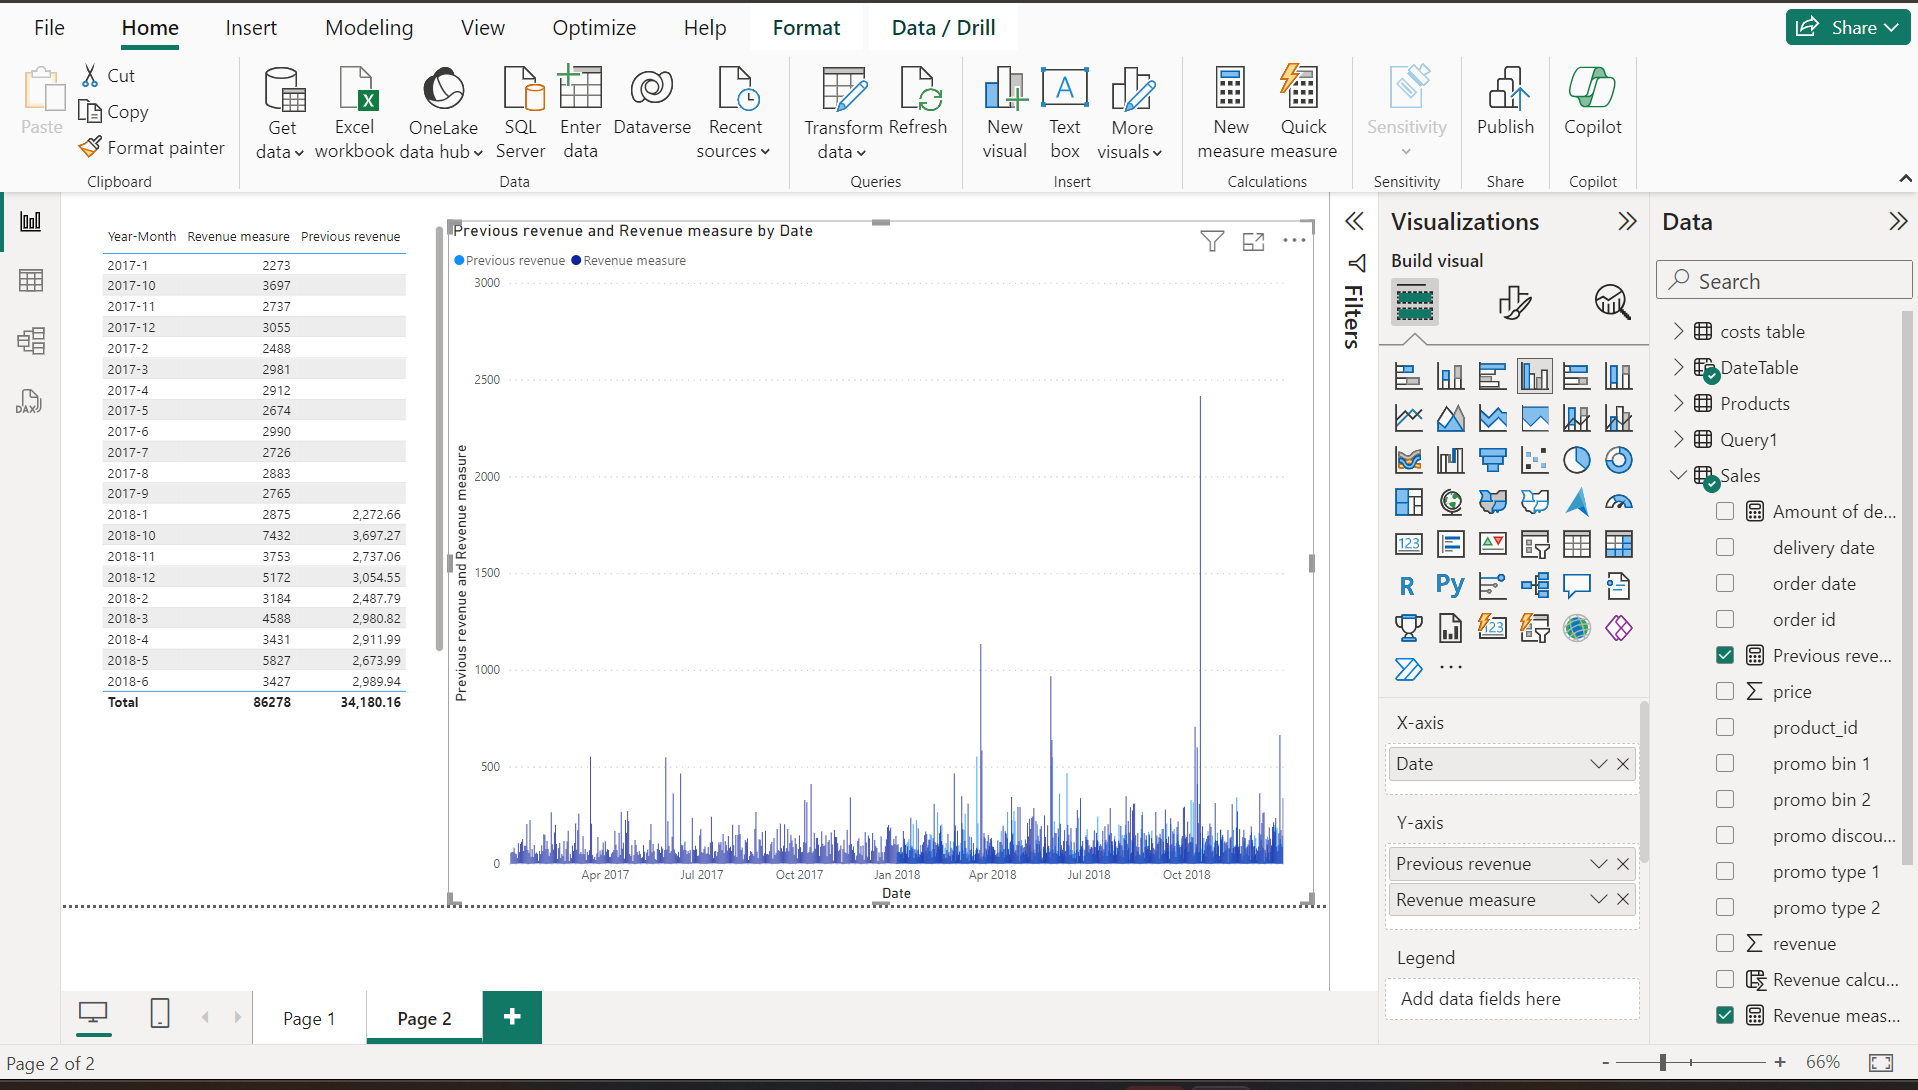 File Home Insert Modeling View Optimize Help Format Data / Drill Share
Paste
Cut
Copy
Format painter
Get data
Excel workbook
OneLake data hub
SQL Server
Enter data
Dataverse
Recent sources
Transform data
Refresh
New visual
Text box
More visuals
New measure
Quick measure
Sensitivity
Publish
Copilot
Clipboard Data Queries Insert Calculations Sensitivity Share Copilot
Year-Month Revenue measure Previous revenue
2017-1 2273
2017-10 3697
2017-11 2737
2017-12 3055
2017-2 2488
2017-3 2981
2017-4 2912
2017-5 2674
2017-6 2990
2017-7 2726
2017-8 2883
2017-9 2765
2018-1 2875 2,272.66
2018-10 7432 3,697.27
2018-11 3753 2,737.06
2018-12 5172 3,054.55
2018-2 3184 2,487.79
2018-3 4588 2,980.82
2018-4 3431 2,911.99
2018-5 5827 2,673.99
2018-6 3427 2,989.94
Total 86278 34,180.16
Previous revenue and Revenue measure by Date
Previous revenue Revenue measure
3000
2500
2000
1500
1000
500
0
Previous revenue and Revenue measure
Apr 2017 Jul 2017 Oct 2017 Jan 2018 Apr 2018 Jul 2018 Oct 2018
Date
Filters
Visualizations
Build visual
123
R Py
123
X-axis
Date
Y-axis
Previous revenue
Revenue measure
Legend
Add data fields here
Data
Search
costs table
DateTable
Products
Query1
Sales
Amount of de...
delivery date
order date
order id
Previous reve...
price
product_id
promo bin 1
promo bin 2
promo discou...
promo type 1
promo type 2
revenue
Revenue calcu...
Revenue meas...
DAX
Page 1 Page 2 +
Page 2 of 2
- + 66%